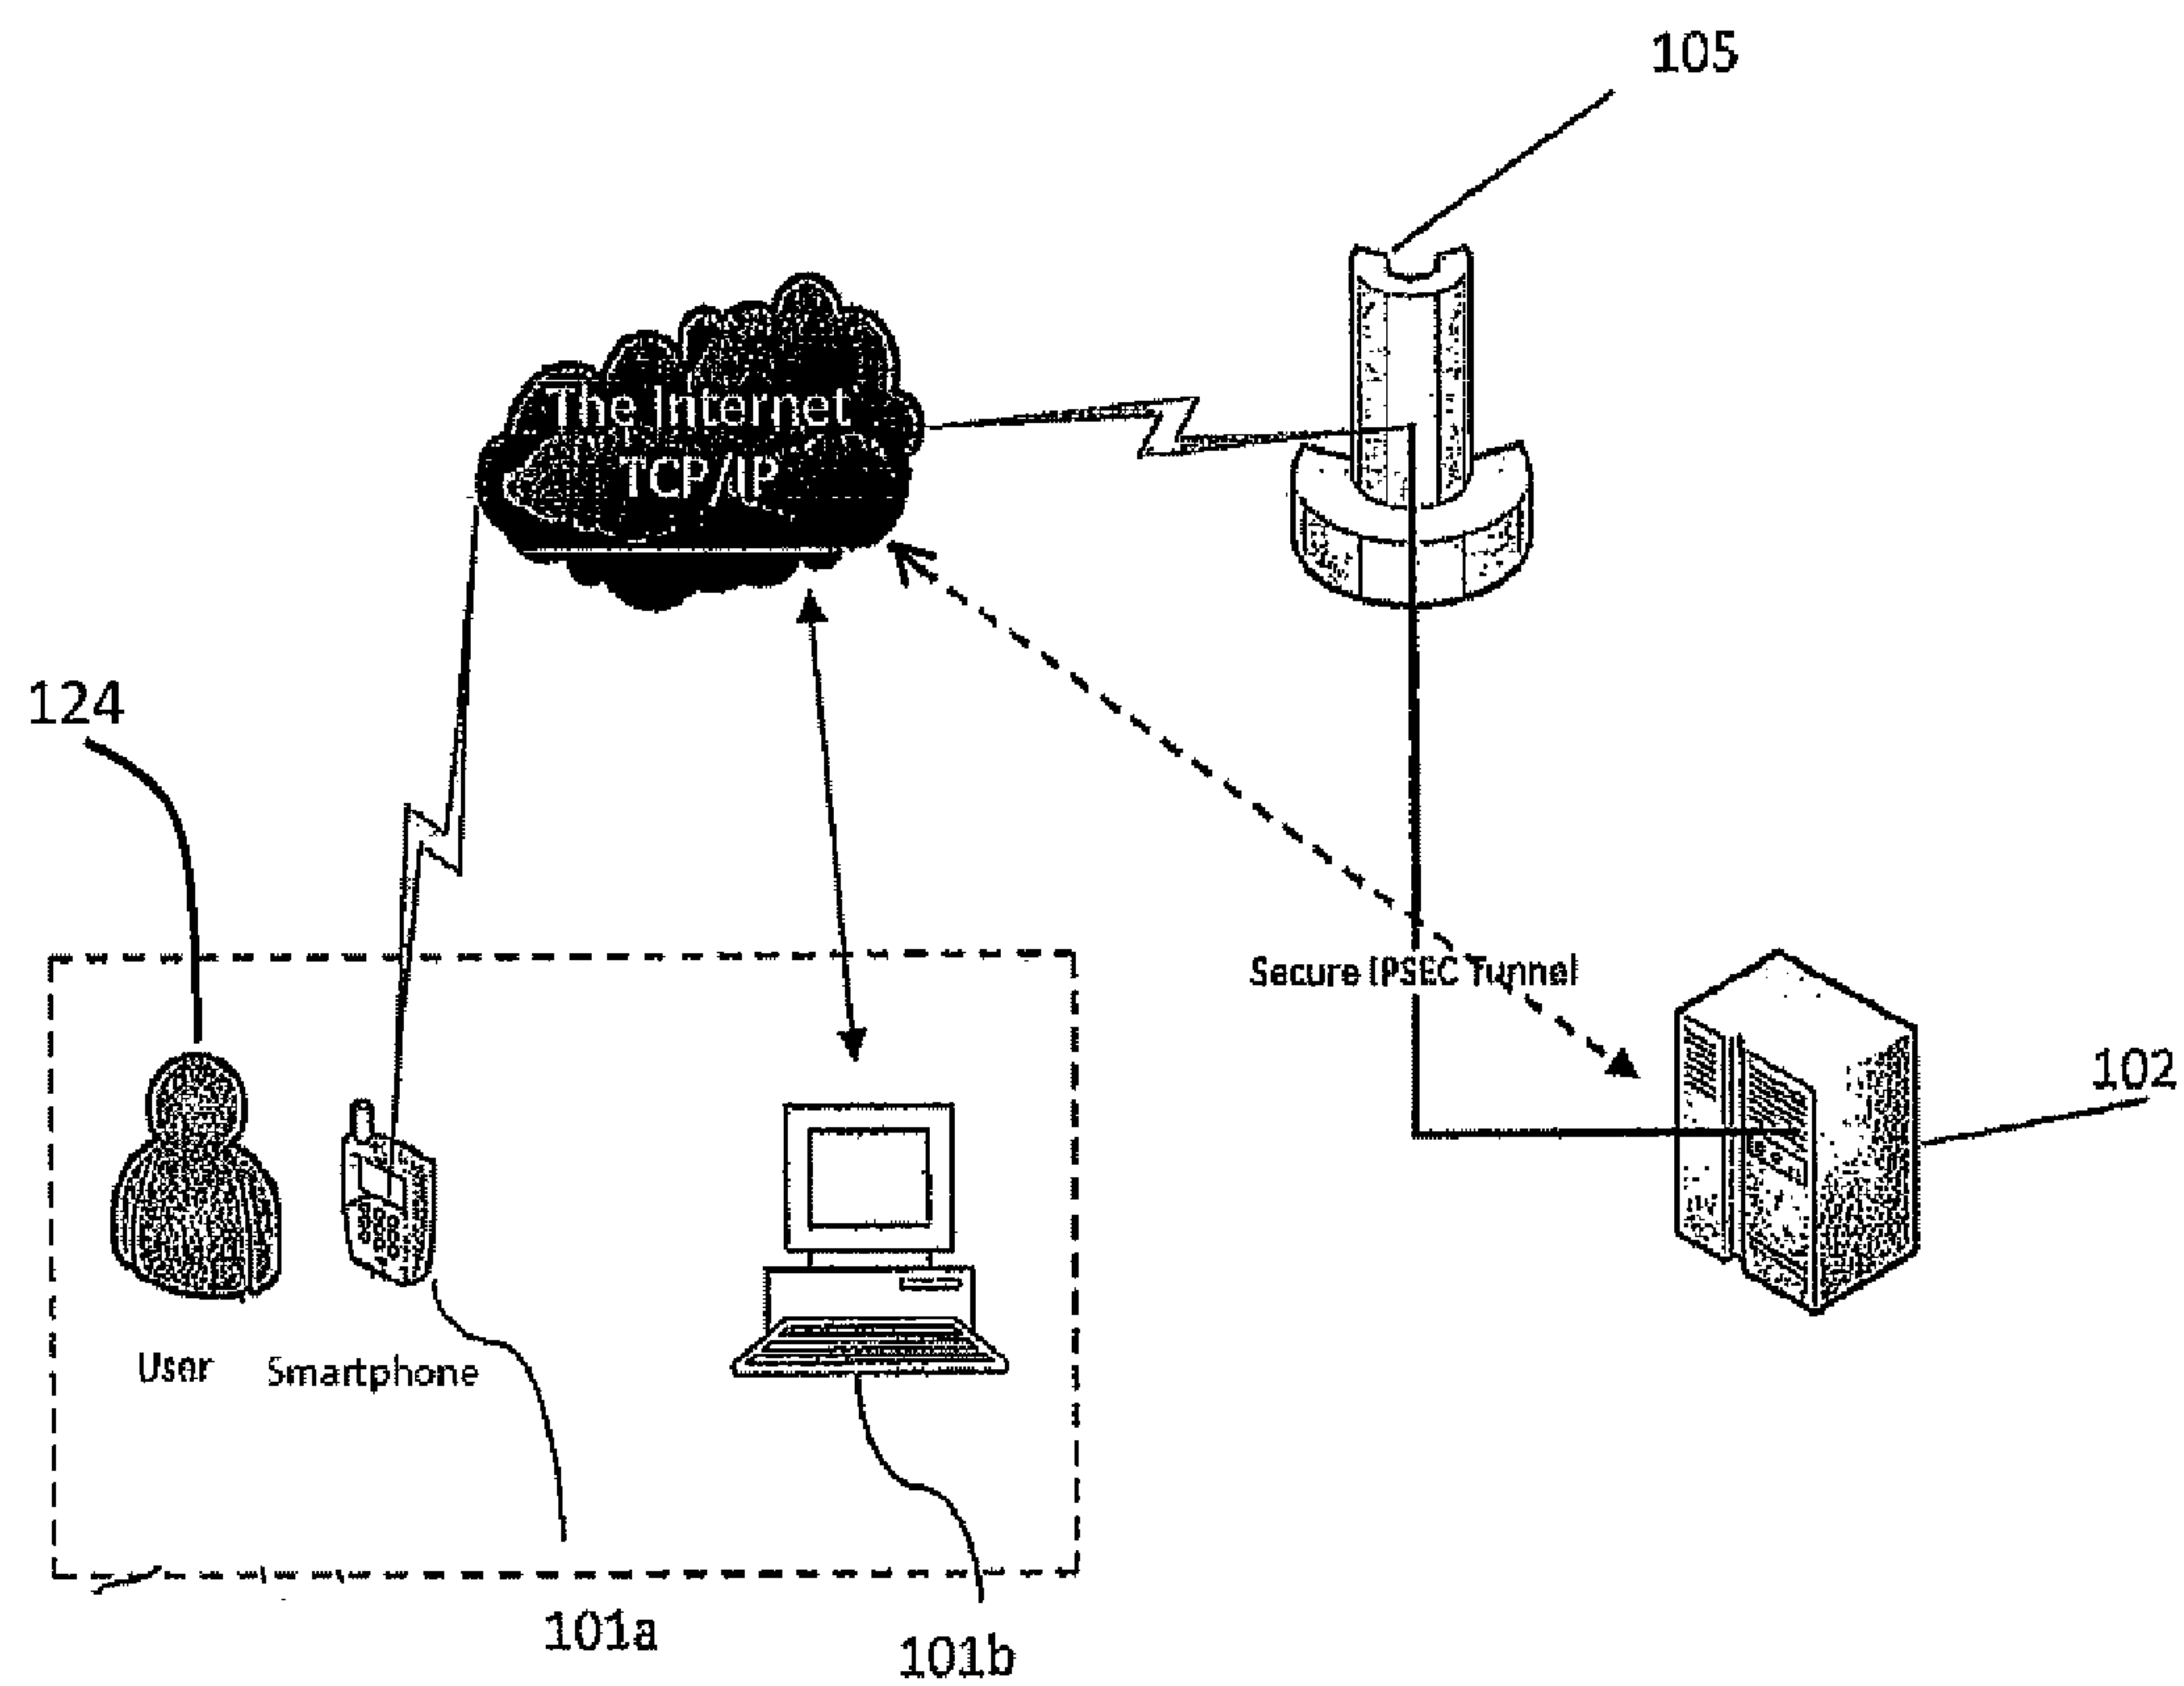 105
The Internet
TCP/IP
124
Secure IPSEC Tunnel
102
User
Smartphone
101a
101b